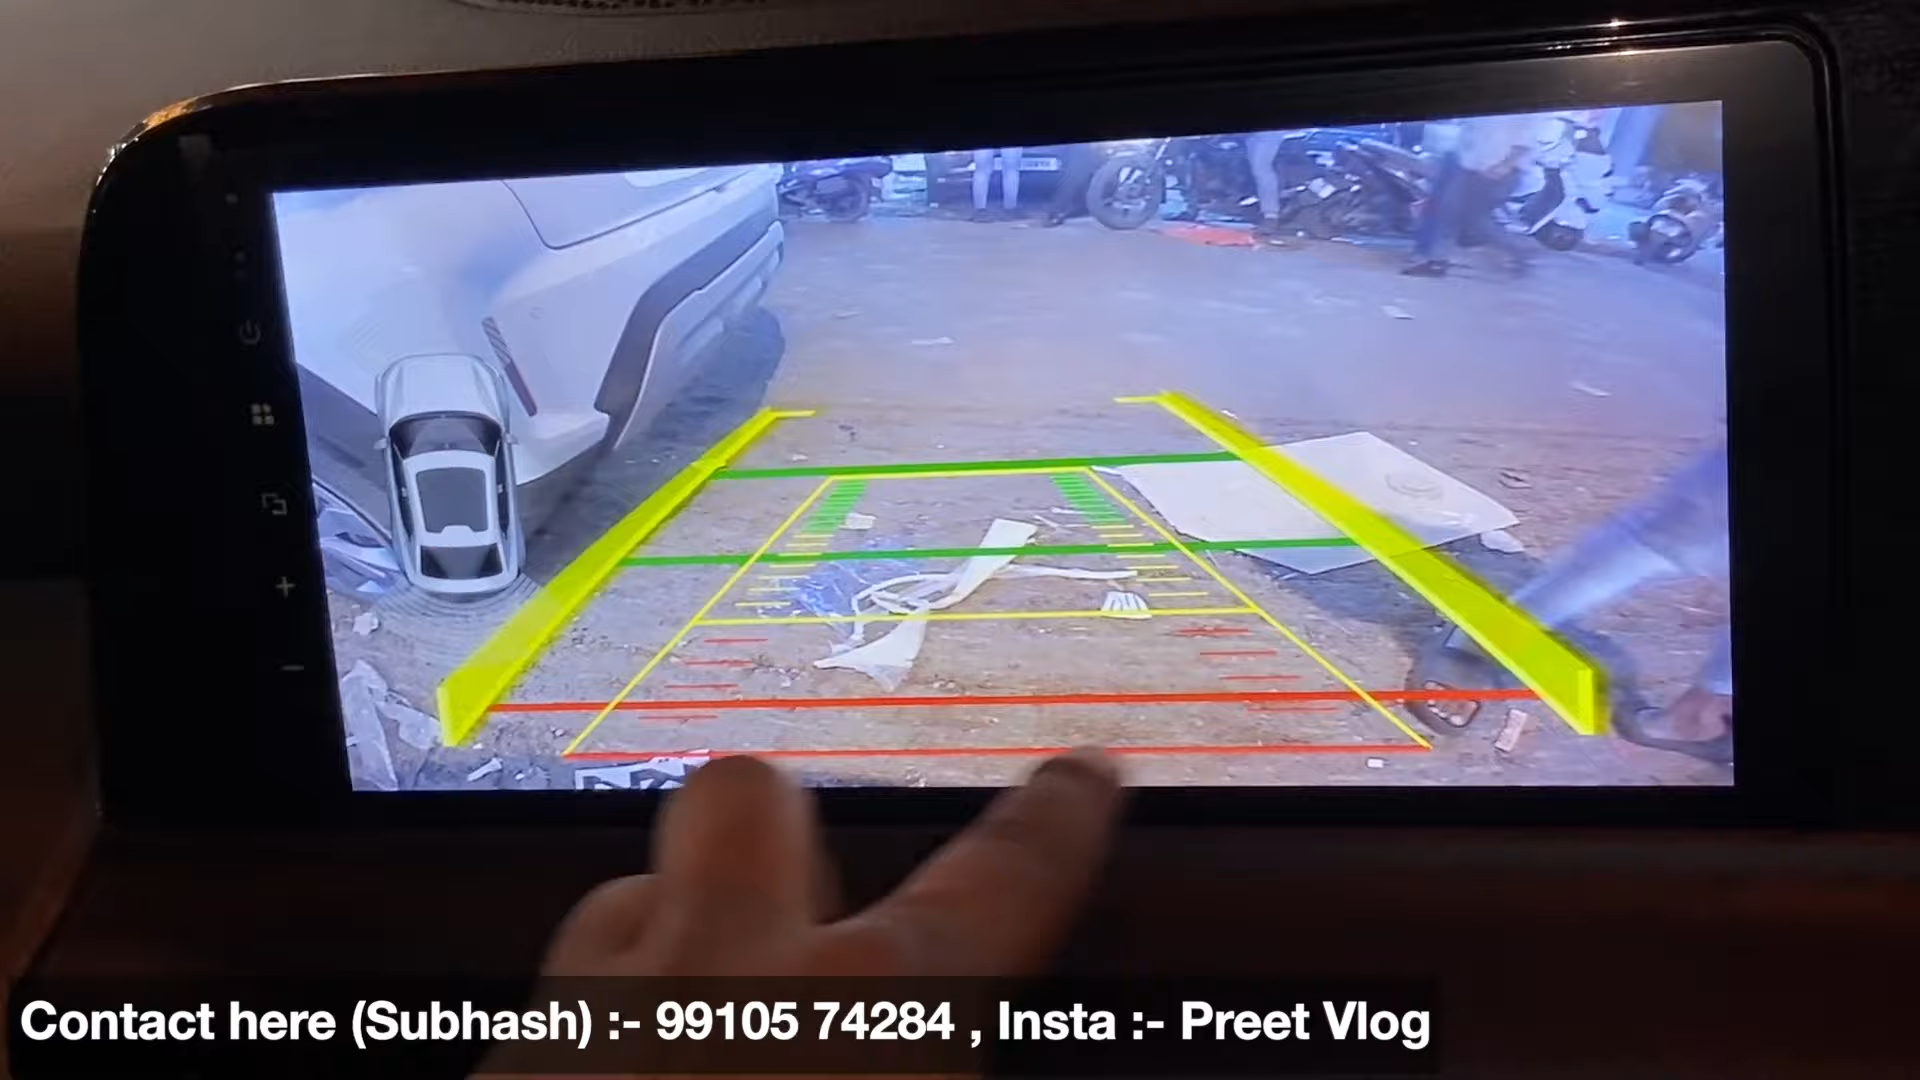 Contact here (Subhash) :- 99105 74284 , Insta :- Preet Vlog